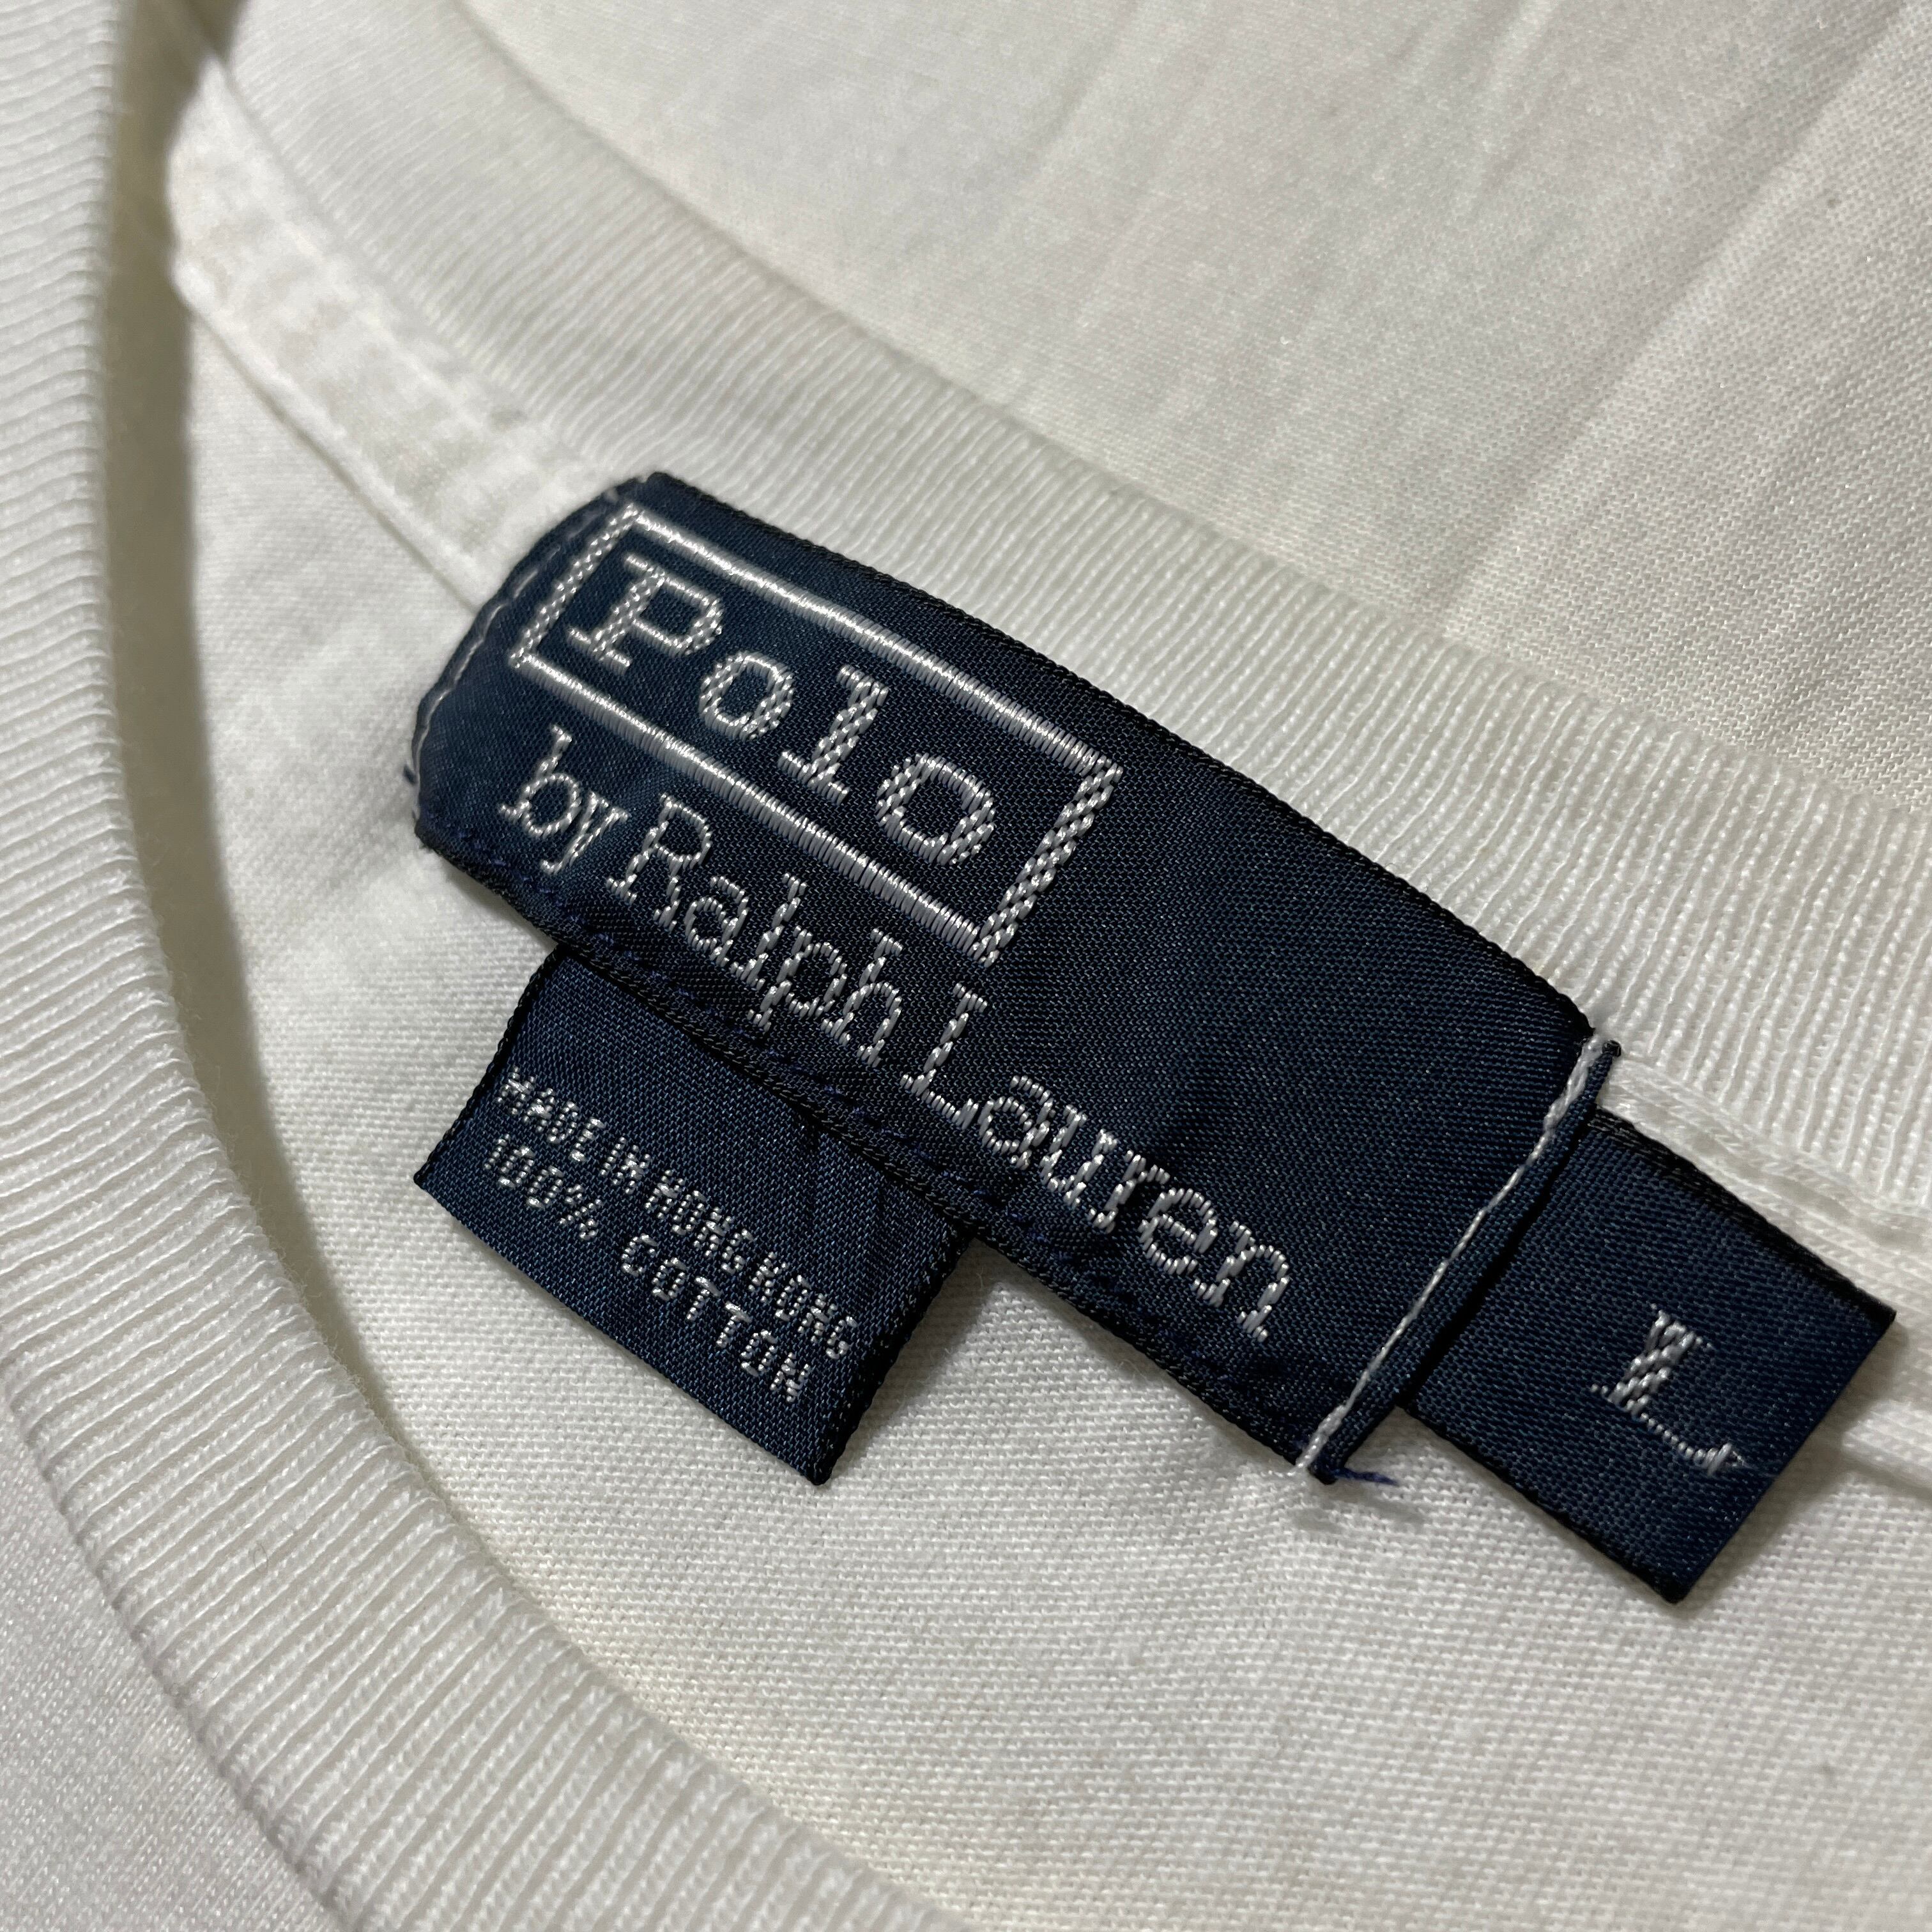 Polo
by Ralph Lauren
MADE IN HONG KONG
100% COTTON
L